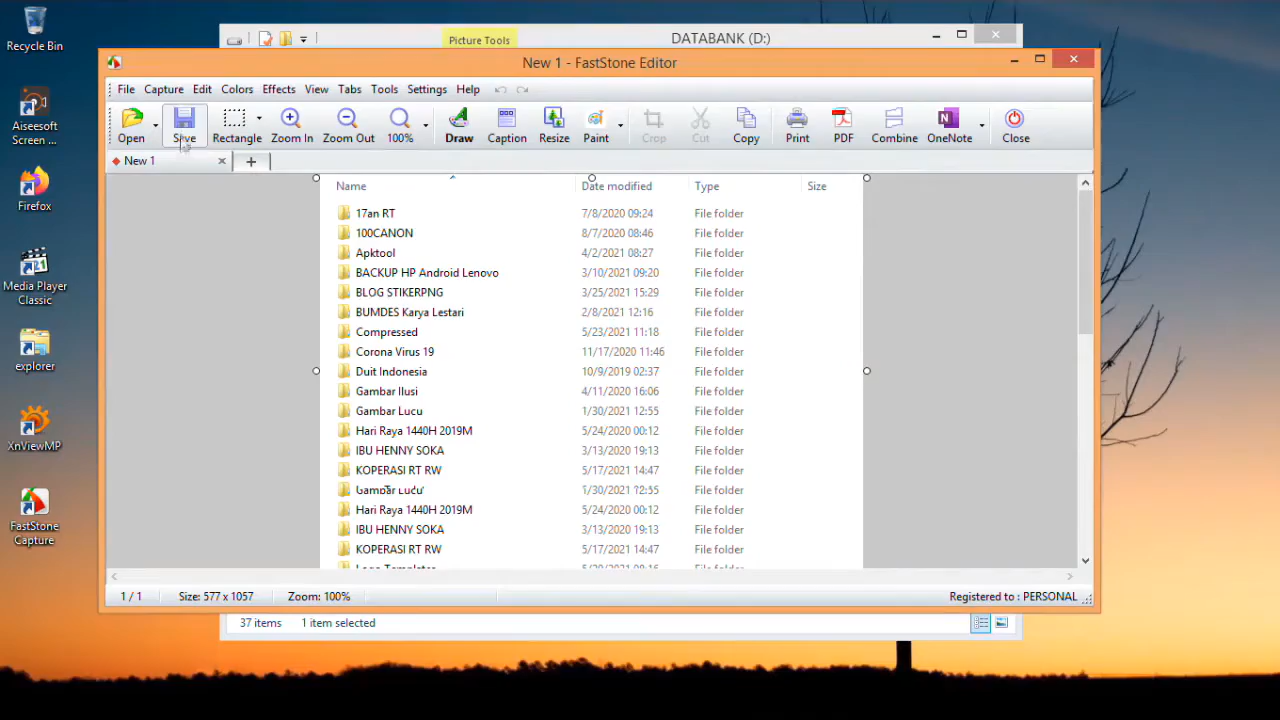 Recycle Bin
Aiseesoft
Screen ...
Firefox
Media Player
Classic
explorer
XnViewMP
FastStone
Capture
Picture Tools
DATABANK (D:)
New 1 - FastStone Editor
File Capture Edit Colors Effects View Tabs Tools Settings Help
Open Save Rectangle Zoom In Zoom Out 100% Draw Caption Resize Paint Crop Cut Copy Print PDF Combine OneNote Close
New 1
Name Date modified Type Size
17an RT 7/8/2020 09:24 File folder
100CANON 8/7/2020 08:46 File folder
Apktool 4/2/2021 08:27 File folder
BACKUP HP Android Lenovo 3/10/2021 09:20 File folder
BLOG STIKERPNG 3/25/2021 15:29 File folder
BUMDES Karya Lestari 2/8/2021 12:16 File folder
Compressed 5/23/2021 11:18 File folder
Corona Virus 19 11/17/2020 11:46 File folder
Duit Indonesia 10/9/2019 02:37 File folder
Gambar Ilusi 4/11/2020 16:06 File folder
Gambar Lucu 1/30/2021 12:55 File folder
Hari Raya 1440H 2019M 5/24/2020 00:12 File folder
IBU HENNY SOKA 3/13/2020 19:13 File folder
KOPERASI RT RW 5/17/2021 14:47 File folder
1/30/2021 12:55 File folder
Hari Raya 1440H 2019M 5/24/2020 00:12 File folder
IBU HENNY SOKA 3/13/2020 19:13 File folder
KOPERASI RT RW 5/17/2021 14:47 File folder
1 / 1 Size: 577 x 1057 Zoom: 100% Registered to : PERSONAL
37 items 1 item selected